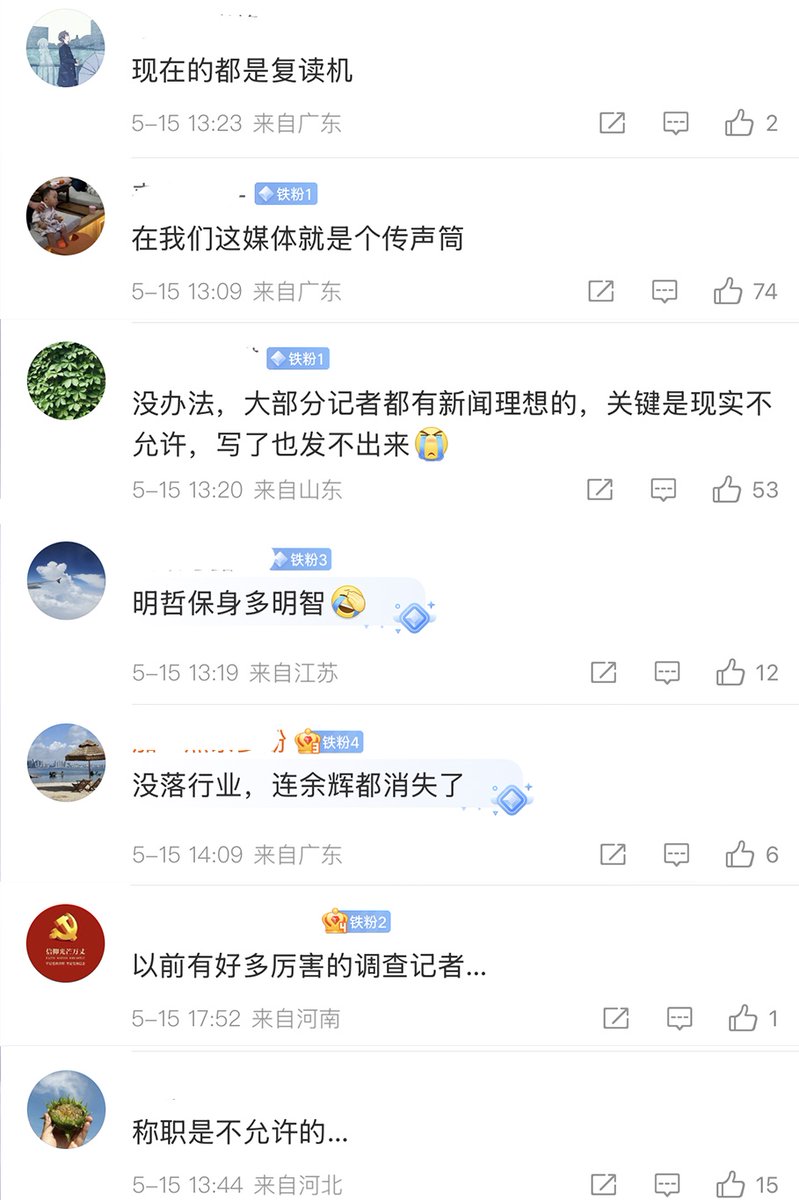 现在的都是复读机
5-15 13:23 来自广东
2
铁粉1
在我们这媒体就是个传声筒
5-15 13:09 来自广东
74
铁粉1
没办法，大部分记者都有新闻理想的，关键是现实不
允许，写了也发不出来
5-15 13:20 来自山东
53
铁粉3
明哲保身多明智
5-15 13:19 来自江苏
12
3 铁粉4
没落行业，连余辉都消失了
5-15 14:09 来自广东
6
信仰光芒万丈
4 铁粉2
以前有好多厉害的调查记者...
5-15 17:52 来自河南
1
称职是不允许的...
5-15 13:44 来自河北
15